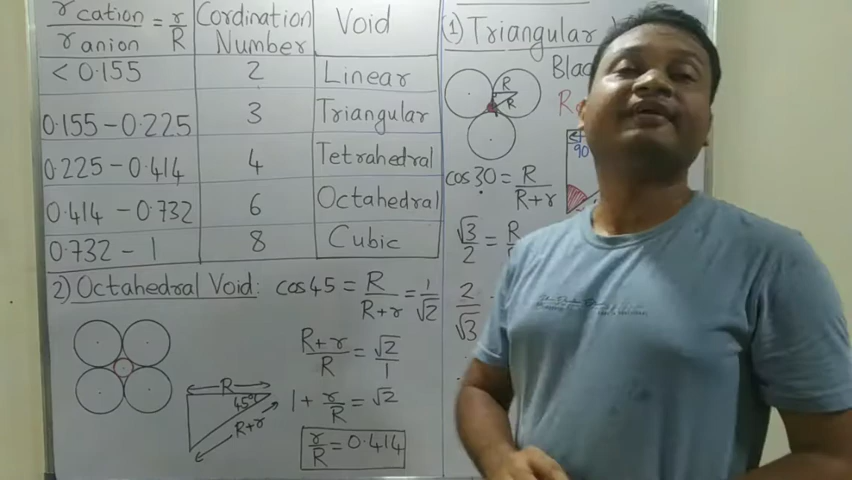 r cation / r anion = r/R Cordination Number Void
< 0.155 2 Linear
0.155 - 0.225 3 Triangular
0.225 - 0.414 4 Tetrahedral
0.414 - 0.732 6 Octahedral
0.732 - 1 8 Cubic
2) Octahedral Void: cos45 = R/R+r = 1/√2
R+r/R = √2/1
1 + r/R = √2
r/R = 0.414
R
45°
R+r
(1) Triangular
R
R
90
cos30 = R/R+r
√3/2 = R
2/√3